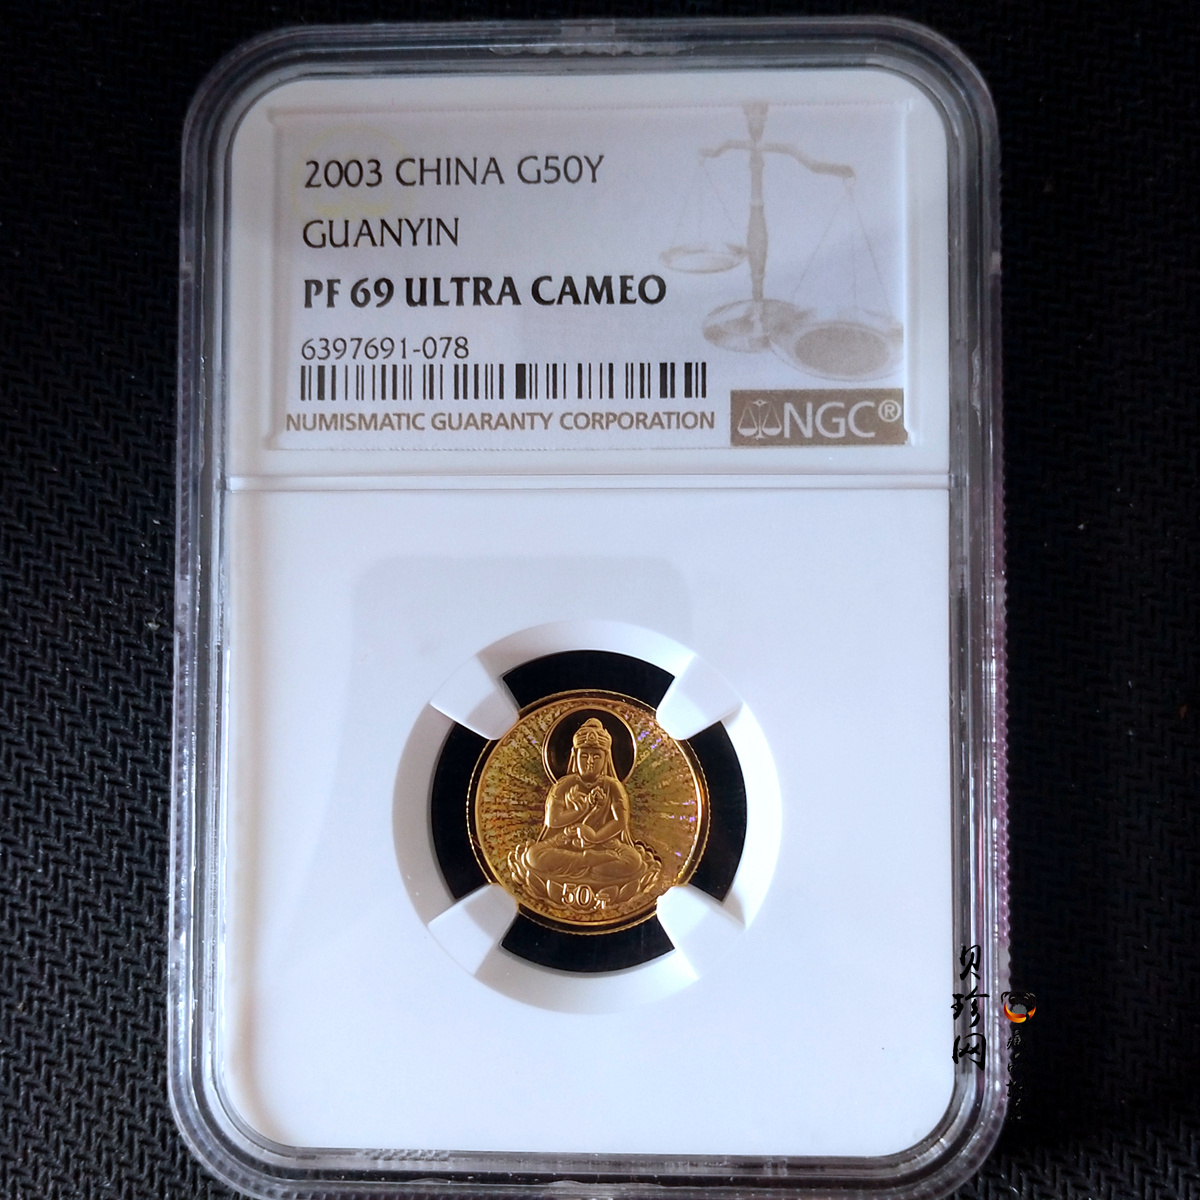 2003 CHINA G50Y
GUANYIN
PF 69 ULTRA CAMEO
6397691-078
NUMISMATIC GUARANTY CORPORATION
NGC®
50元
贝珍网